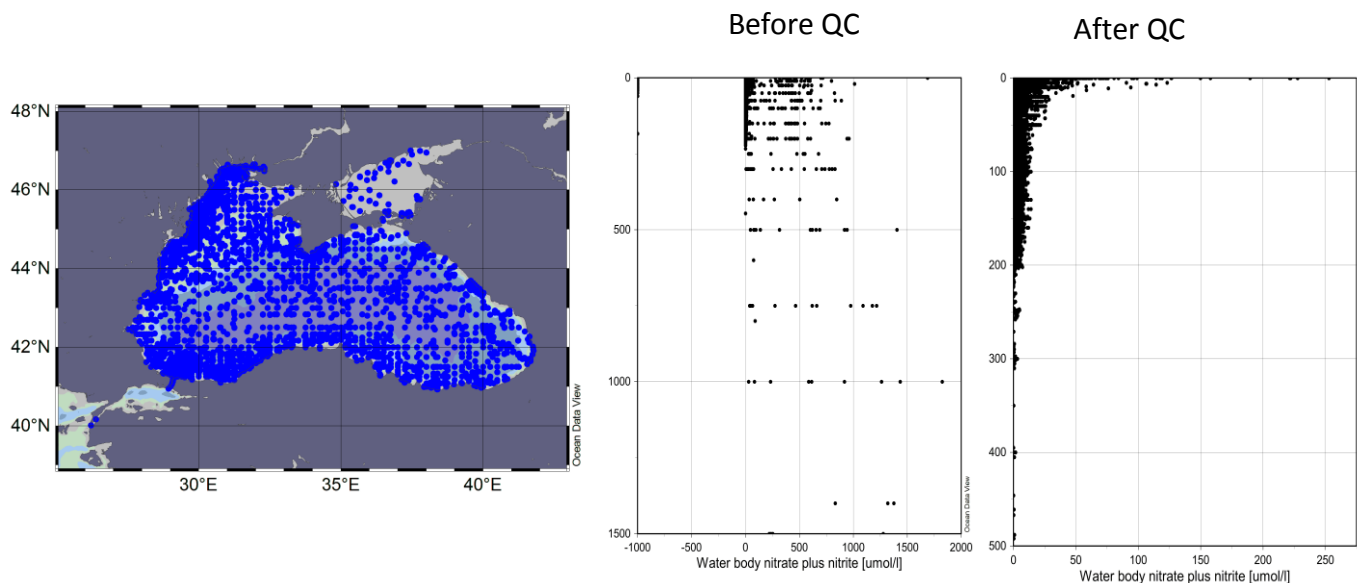 Before QC
After QC
48°N
46°N
44°N
42°N
40°N
30°E
35°E
40°E
Ocean Data View
0
500
1000
1500
-1000
-500
0
500
1000
1500
2000
Water body nitrate plus nitrite [umol/l]
Ocean Data View
0
100
200
300
400
500
0
50
100
150
200
250
Water body nitrate plus nitrite [umol/l]